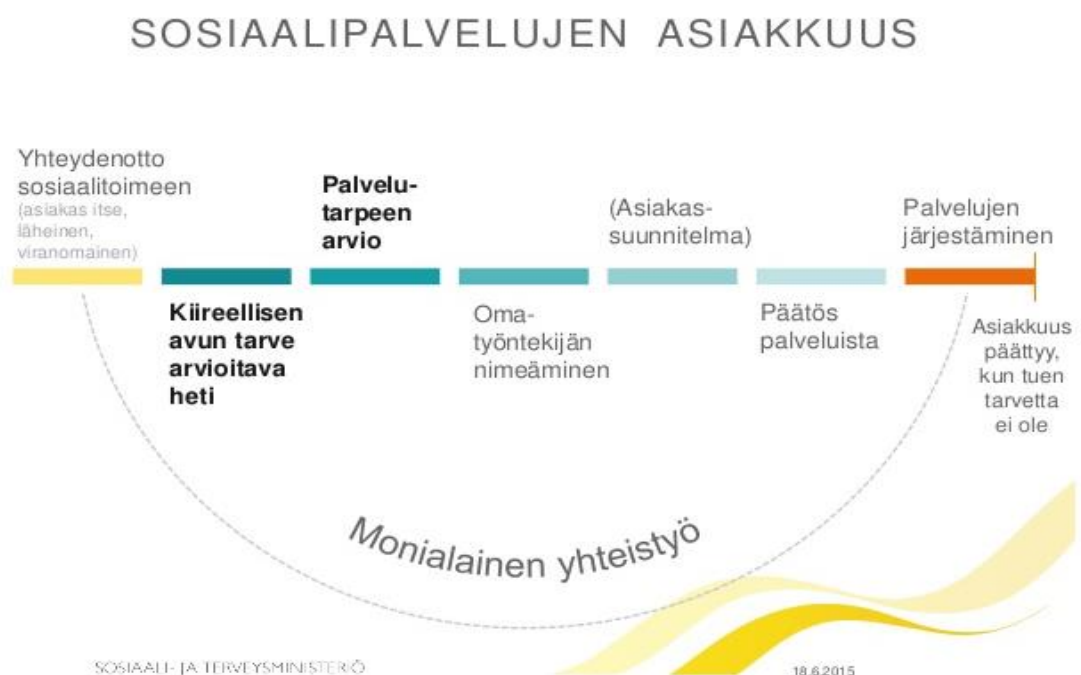 SOSIAALIPALVELUJEN ASIAKKUUS
Yhteydenotto
sosiaalitoimeen
(asiakas itse,
läheinen,
viranomainen)
Kiireellisen
avun tarve
arvioitava
heti
Palvelu-
tarpeen
arvio
Oma-
työntekijän
nimeäminen
(Asiakas-
suunnitelma)
Päätös
palveluista
Palvelujen
järjestäminen
Asiakkuus
päättyy,
kun tuen
tarvetta
ei ole
Monialainen yhteistyö
SOSIAALI- JA TERVEYSMINISTERIÖ
18.6.2015